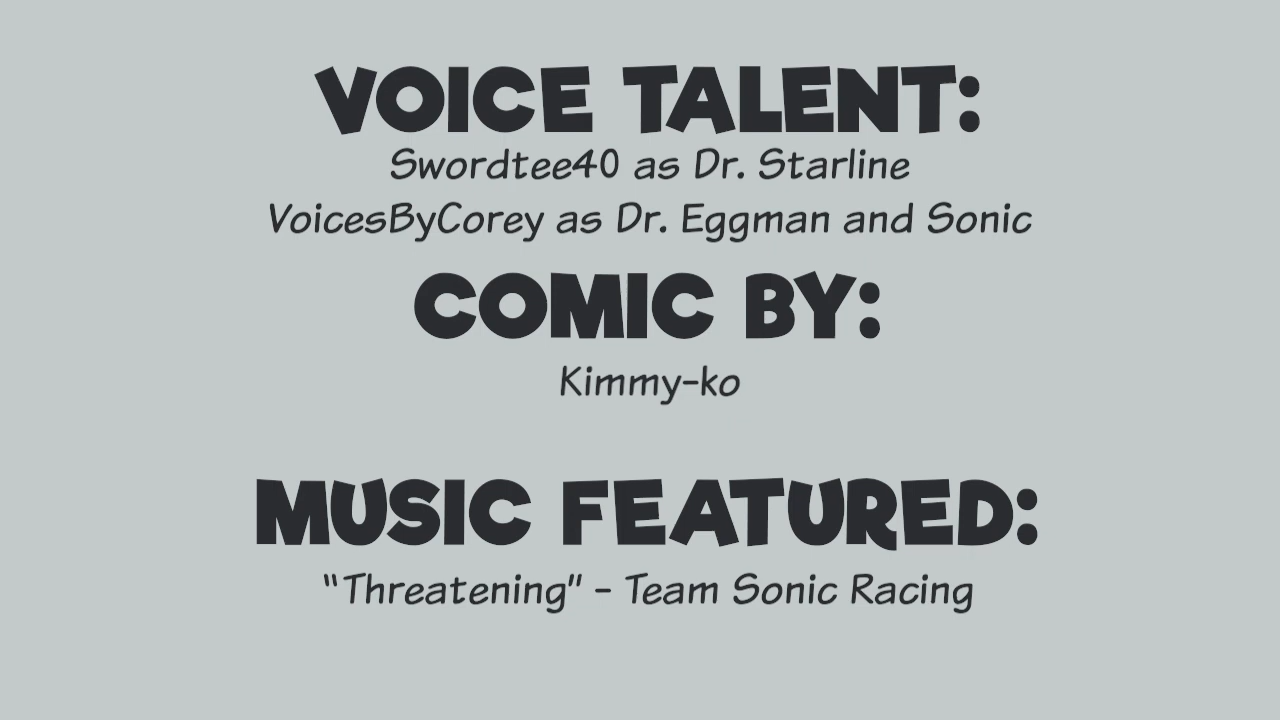 VOICE TALENT:
Swordtee40 as Dr. Starline
VoicesByCorey as Dr. Eggman and Sonic
COMIC BY:
Kimmy-ko
MUSIC FEATURED:
"Threatening" - Team Sonic Racing